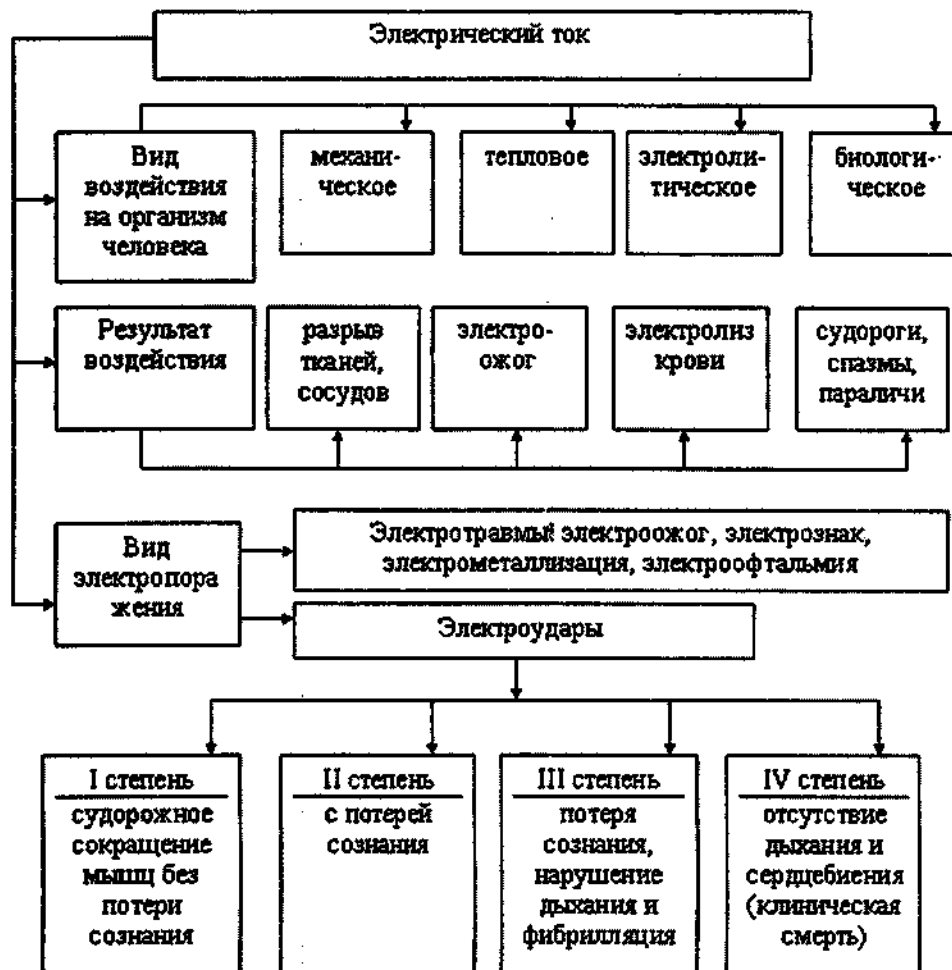 Электрический ток
Вид
воздействия
на организм
человека
механи-
ческое
тепловое
электроли-
тическое
биологи-
ческое
Результат
воздействия
разрыв
тканей,
сосудов
электро-
ожог
электролиз
крови
судороги,
спазмы,
параличи
Вид
электропора
жения
Электротравмы: электроожог, электрознак,
электрометаллизация, электроофтальмия
Электроудары
I степень
судорожное
сокращение
мышц без
потери
сознания
II степень
с потерей
сознания
III степень
потеря
сознания,
нарушение
дыхания и
фибрилляция
IV степень
отсутствие
дыхания и
сердцебиения
(клиническая
смерть)